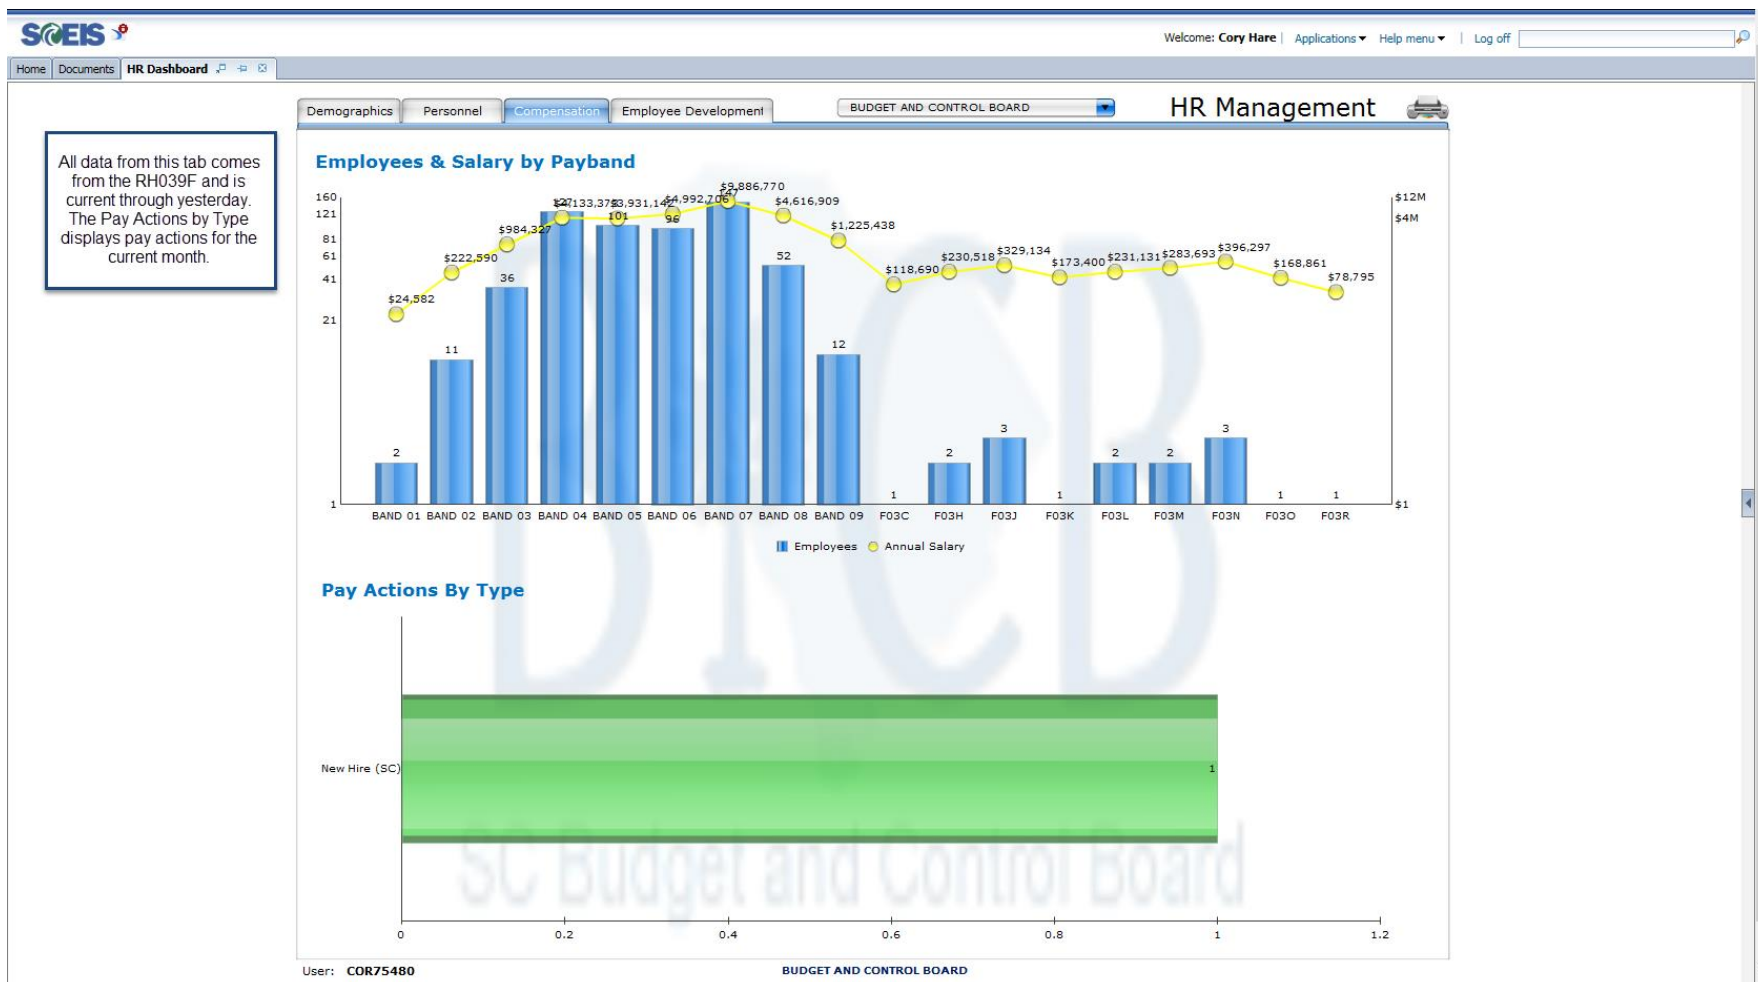 SCEIS
Welcome: Cory Hare | Applications Help menu | Log off
Home Documents HR Dashboard
Demographics Personnel Compensation Employee Development BUDGET AND CONTROL BOARD HR Management
All data from this tab comes
from the RH039F and is
current through yesterday.
The Pay Actions by Type
displays pay actions for the
current month.
Employees & Salary by Payband
160
121
81
61
41
21
1
$12M
$4M
$1
$24,582
$222,590
$984,327
$3,931,142
$4,992,706
$9,886,770
$4,616,909
$1,225,438
$118,690
$230,518
$329,134
$173,400
$231,131
$283,693
$396,297
$168,861
$78,795
2
11
36
127
101
96
147
52
12
1
2
3
1
2
2
3
1
1
BAND 01 BAND 02 BAND 03 BAND 04 BAND 05 BAND 06 BAND 07 BAND 08 BAND 09 F03C F03H F03J F03K F03L F03M F03N F03O F03R
Employees Annual Salary
Pay Actions By Type
New Hire (SC)
1
0 0.2 0.4 0.6 0.8 1 1.2
SC Budget and Control Board
User: COR75480 BUDGET AND CONTROL BOARD